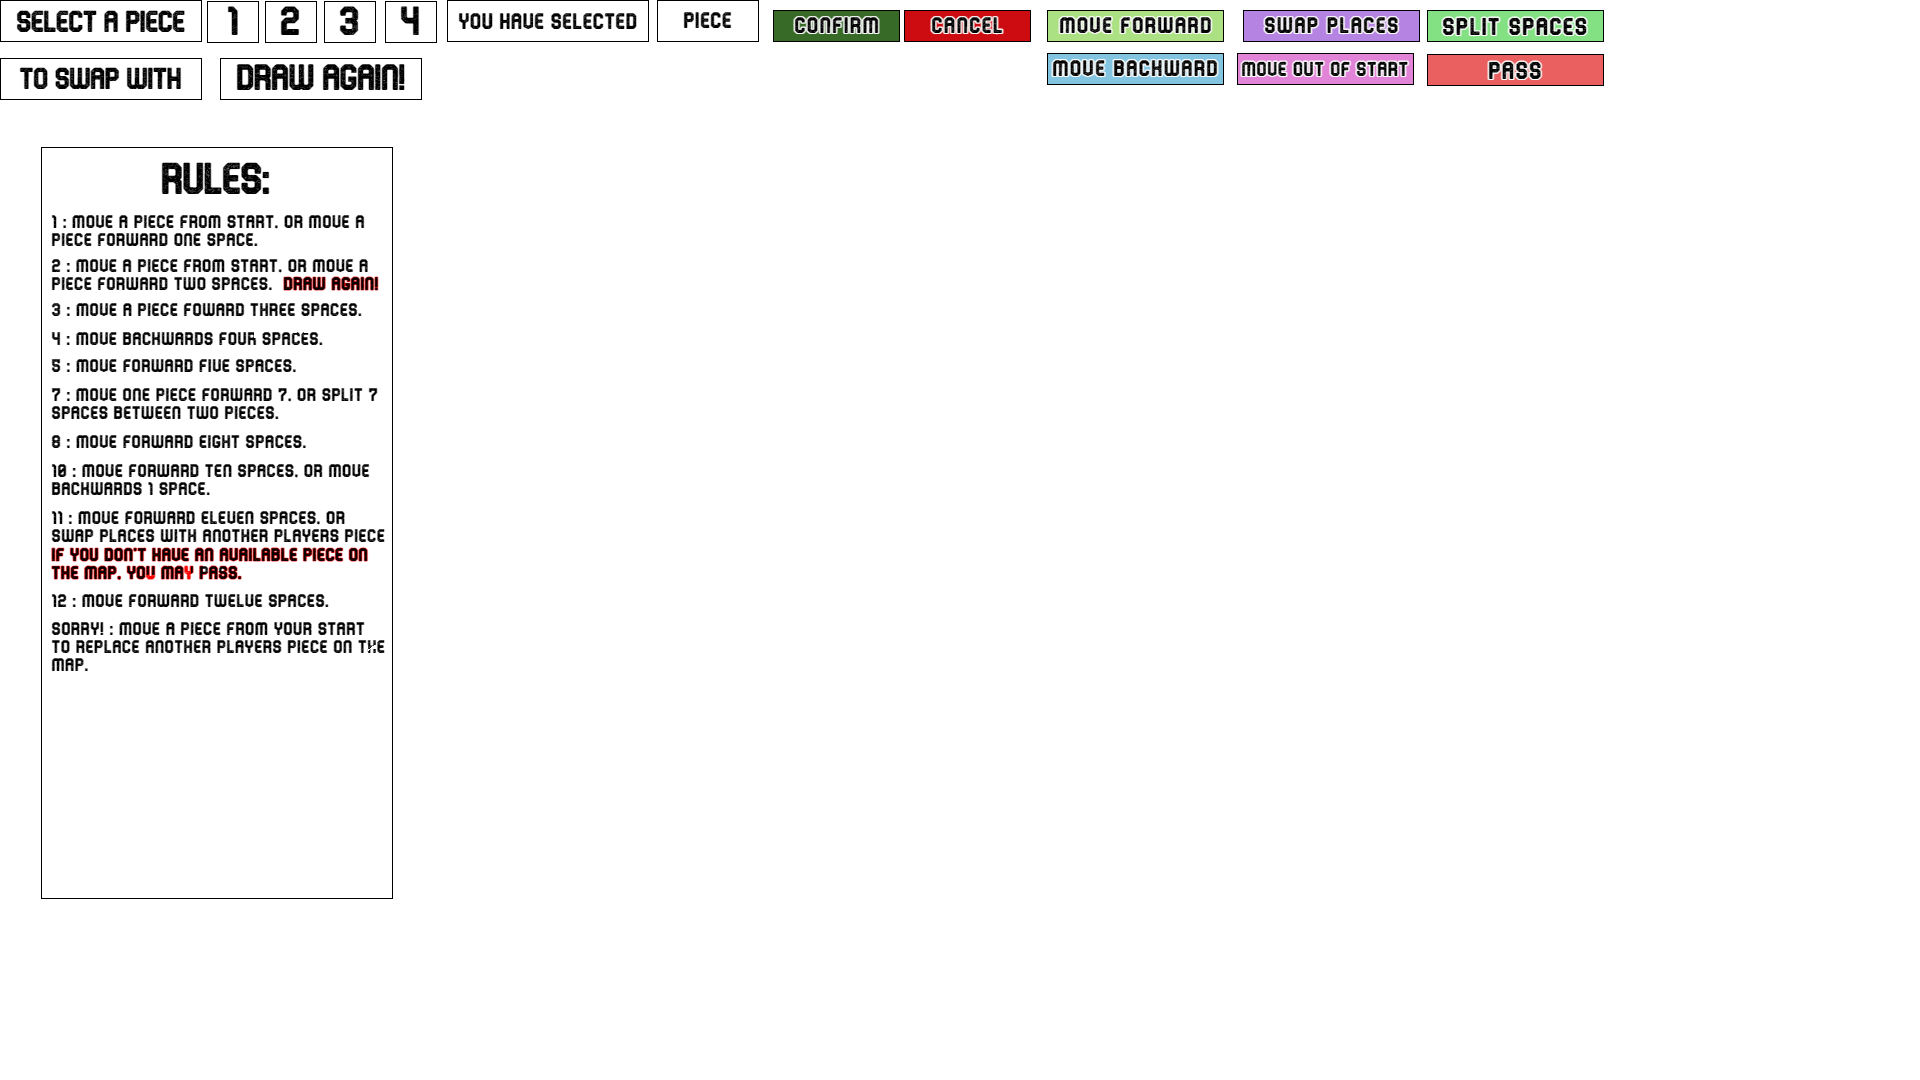 SELECT A PIECE 1 2 3 4 YOU HAVE SELECTED PIECE CONFIRM CANCEL MOVE FORWARD SWAP PLACES SPLIT SPACES
TO SWAP WITH DRAW AGAIN! MOVE BACKWARD MOVE OUT OF START PASS
RULES:
1 : MOVE A PIECE FROM START, OR MOVE A
PIECE FORWARD ONE SPACE.
2 : MOVE A PIECE FROM START, OR MOVE A
PIECE FORWARD TWO SPACES. DRAW AGAIN!
3 : MOVE A PIECE FOWARD THREE SPACES.
4 : MOVE BACKWARDS FOUR SPACES.
5 : MOVE FORWARD FIVE SPACES.
7 : MOVE ONE PIECE FORWARD 7, OR SPLIT 7
SPACES BETWEEN TWO PIECES.
8 : MOVE FORWARD EIGHT SPACES.
10 : MOVE FORWARD TEN SPACES, OR MOVE
BACKWARDS 1 SPACE.
11 : MOVE FORWARD ELEVEN SPACES, OR
SWAP PLACES WITH ANOTHER PLAYERS PIECE
IF YOU DON'T HAVE AN AVAILABLE PIECE ON
THE MAP, YOU MAY PASS.
12 : MOVE FORWARD TWELVE SPACES.
SORRY! : MOVE A PIECE FROM YOUR START
TO REPLACE ANOTHER PLAYERS PIECE ON THE
MAP.